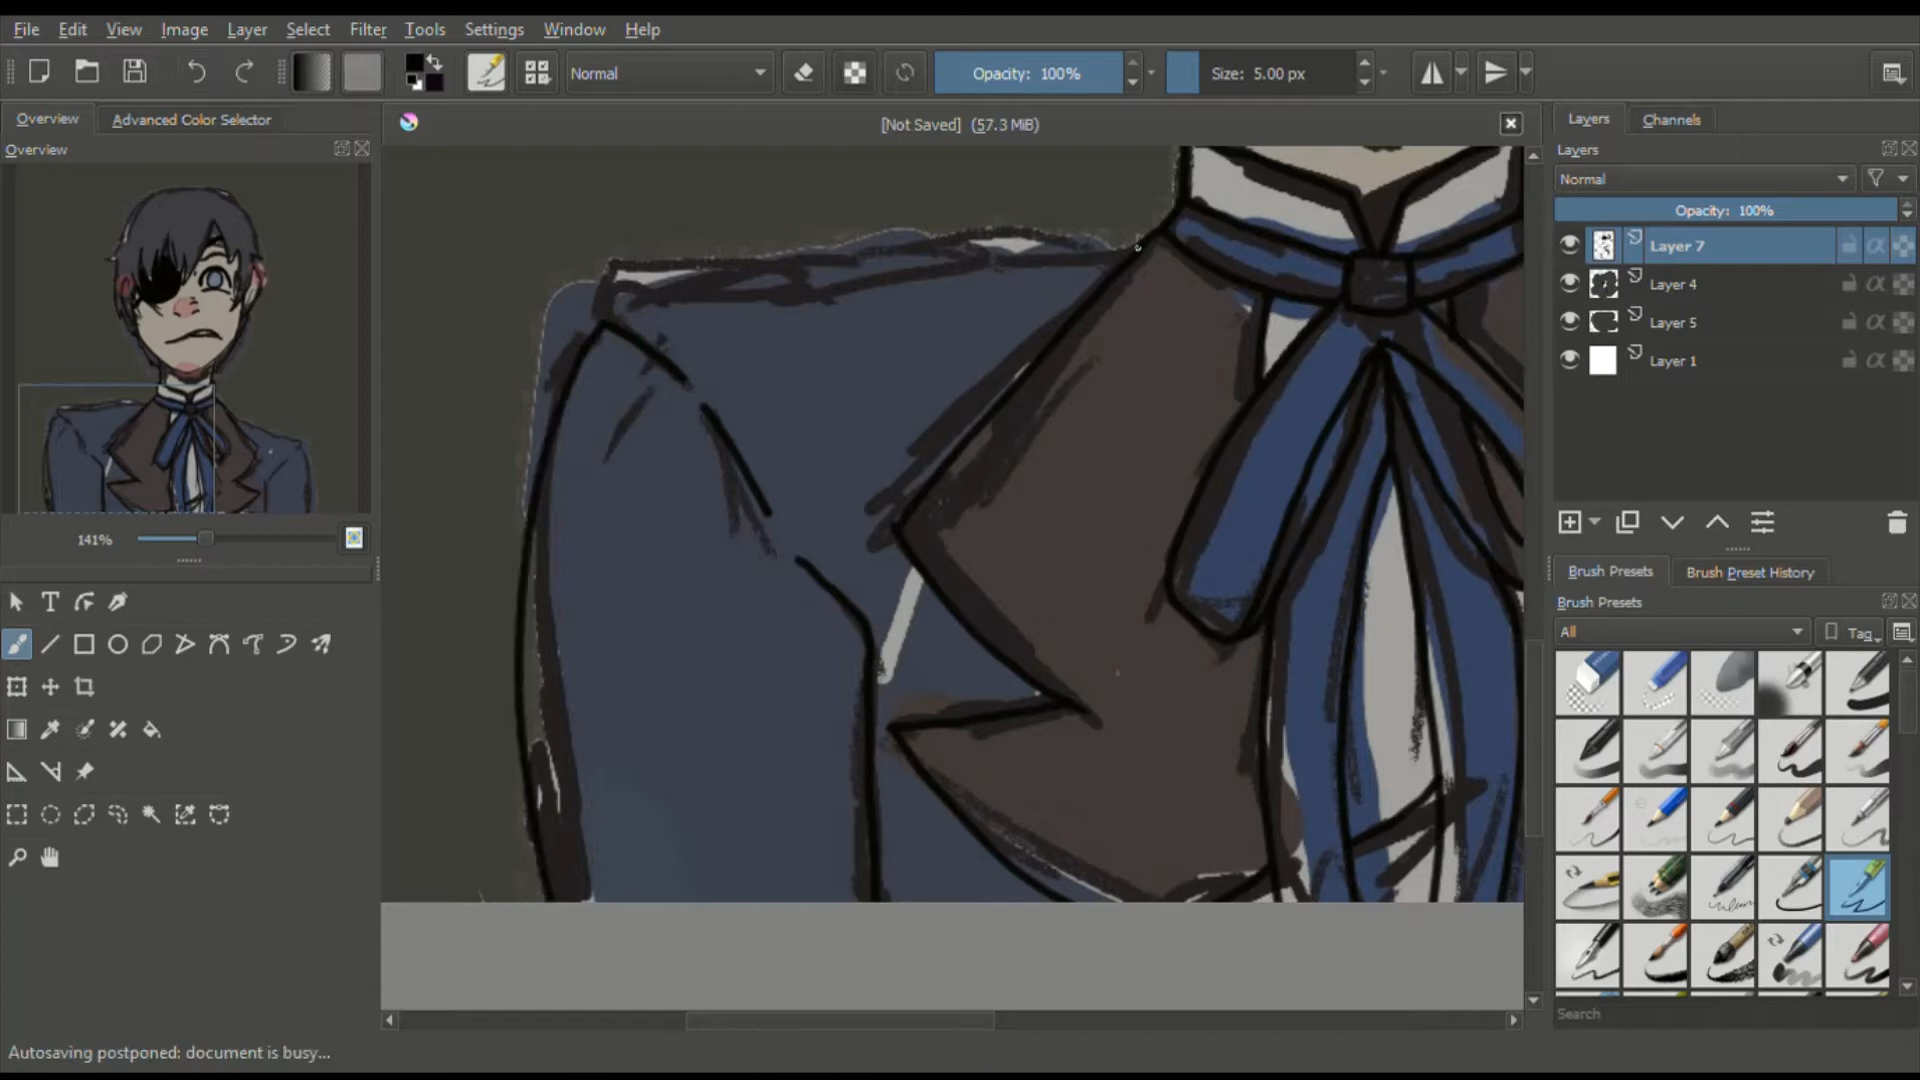 File Edit View Image Layer Select Filter Tools Settings Window Help
Normal Opacity: 100% Size: 5.00 px
Overview Advanced Color Selector
Overview
[Not Saved] (57.3 MiB)
Layers Channels
Layers
Normal
Opacity: 100%
Layer 7
Layer 4
Layer 5
Layer 1
141%
Brush Presets Brush Preset History
Brush Presets
All Tag
Search
Autosaving postponed: document is busy...